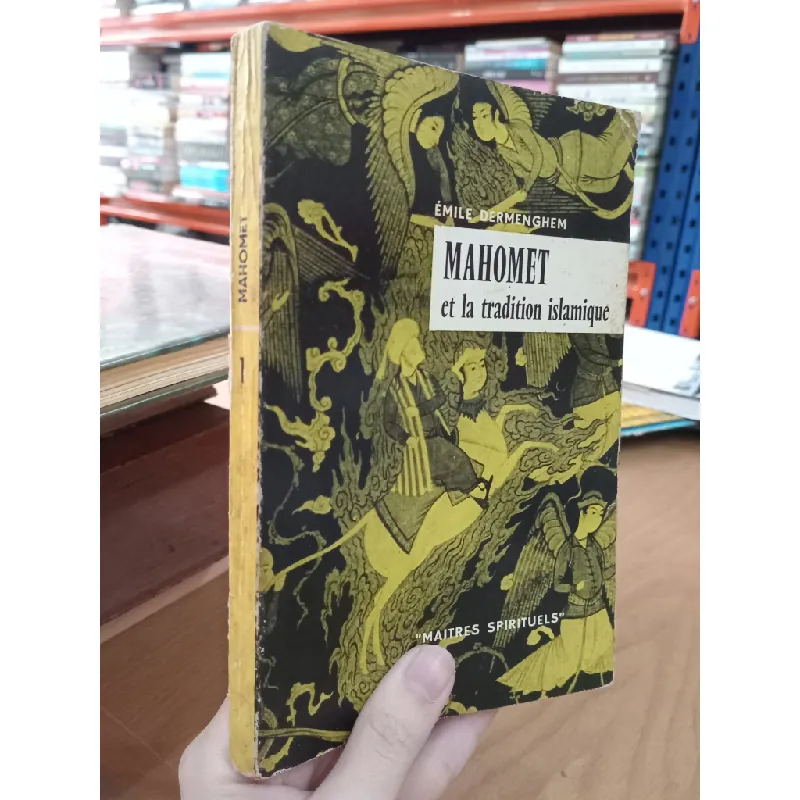 MAHOMET
1
ÉMILE DERMENGHEM
MAHOMET
et la tradition islamique
"MAITRES SPIRITUELS"